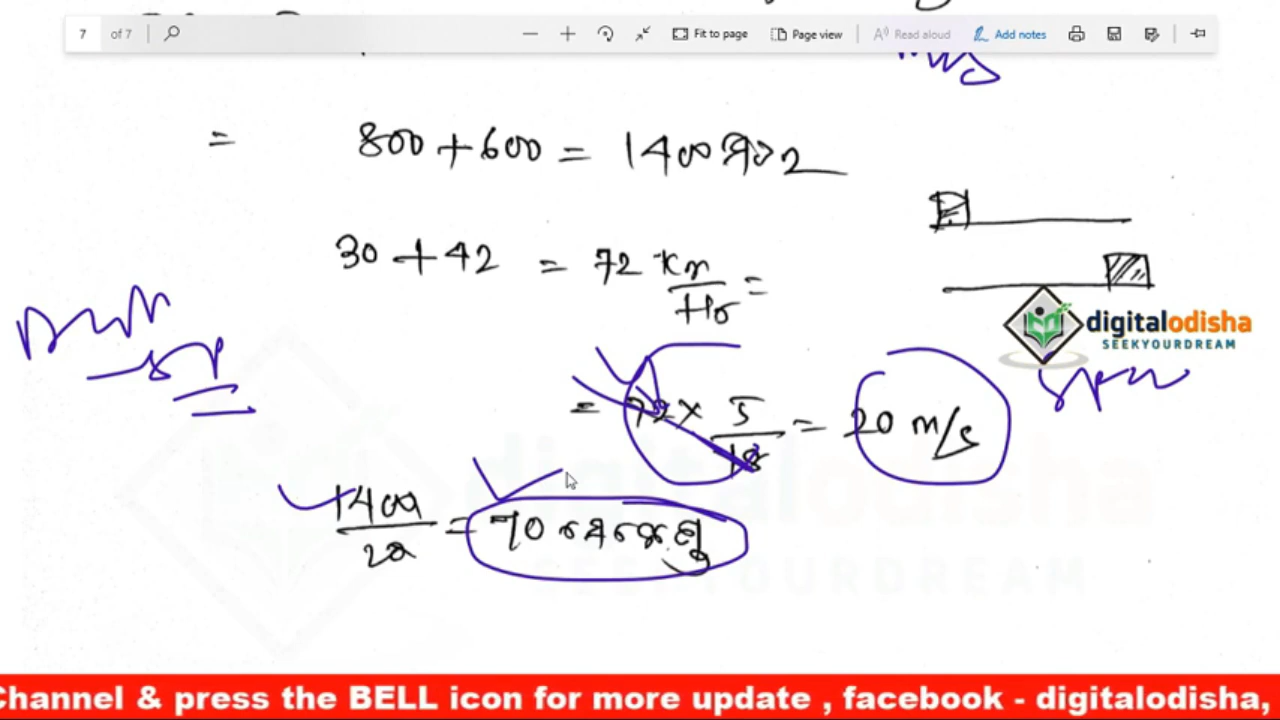 7 of 7 Fit to page Page view Read aloud Add notes
= 800 + 600 = 1400 ମିଟର
30 + 42 = 72 Km/Hr =
= 72 x 5/18 = 20 m/s
1400/20 = 70 ସେକେଣ୍ଡ
digitalodisha
SEEKYOURDREAM
SEEKYOURDREAM
Channel & press the BELL icon for more update , facebook - digitalodisha,